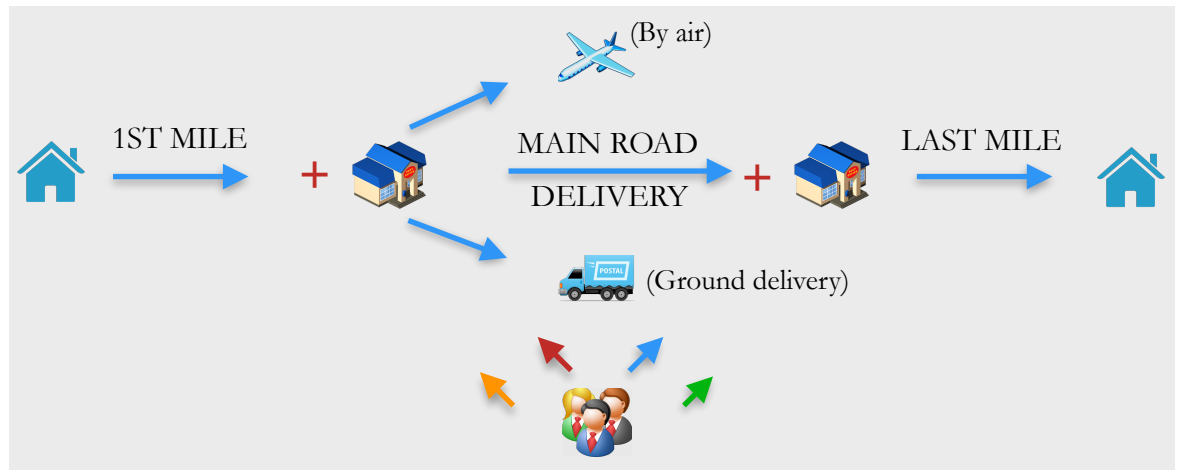 (By air)
1ST MILE
MAIN ROAD
DELIVERY
LAST MILE
POSTAL
(Ground delivery)